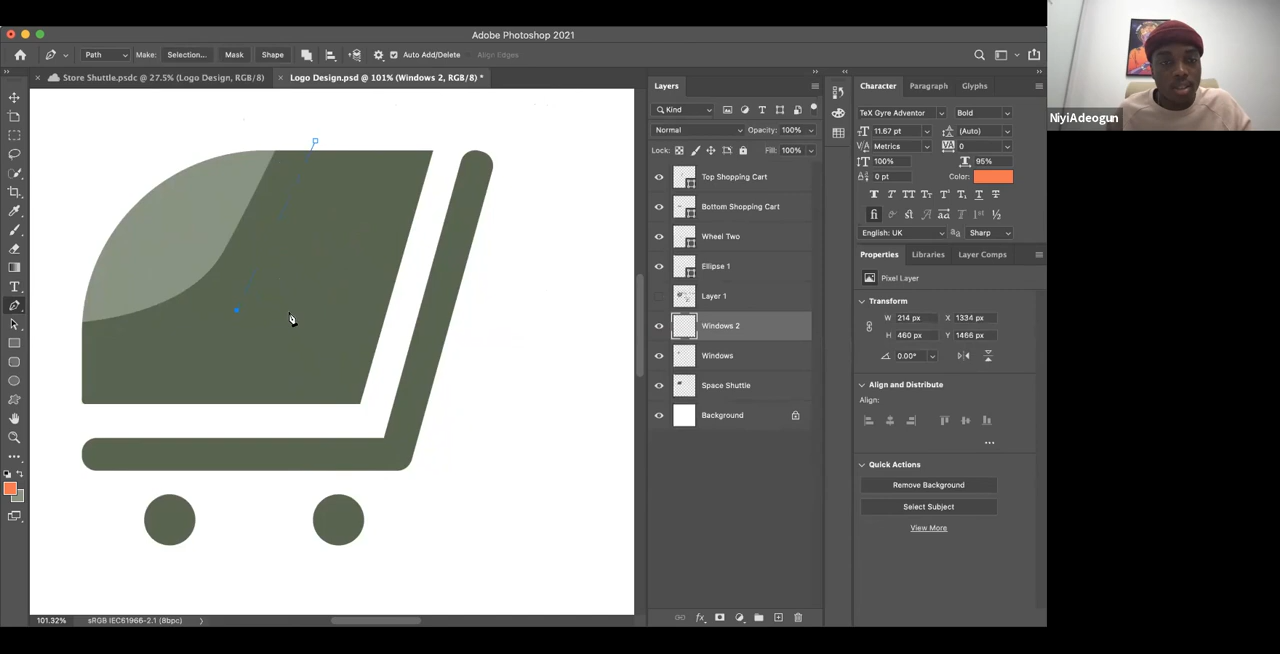 Adobe Photoshop 2021
Path
Make:
Selection...
Mask
Shape
Auto Add/Delete
Align Edges
Store Shuttle.psdc @ 27.5% (Logo Design, RGB/8)
Logo Design.psd @ 101% (Windows 2, RGB/8) *
NiyiAdeogun
Layers
Kind
Normal
Opacity: 100%
Lock:
Fill: 100%
Top Shopping Cart
Bottom Shopping Cart
Wheel Two
Ellipse 1
Layer 1
Windows 2
Windows
Space Shuttle
Background
Character
Paragraph
Glyphs
TeX Gyre Adventor
Bold
11.67 pt
(Auto)
Metrics
0
100%
95%
0 pt
Color:
English: UK
Sharp
Properties
Libraries
Layer Comps
Pixel Layer
Transform
W 214 px
X 1334 px
H 460 px
Y 1466 px
0.00°
Align and Distribute
Align:
Quick Actions
Remove Background
Select Subject
View More
101.32%
sRGB IEC61966-2.1 (8bpc)